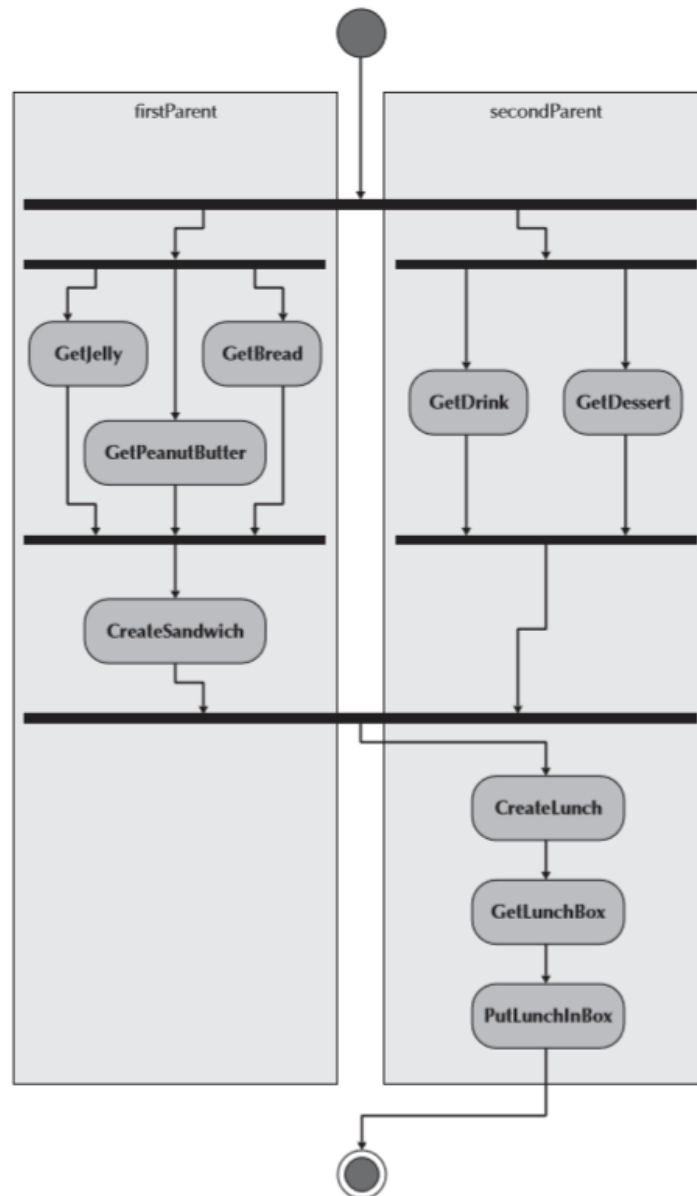 firstParent
secondParent
GetJelly
GetBread
GetDrink
GetDessert
GetPeanutButter
CreateSandwich
CreateLunch
GetLunchBox
PutLunchInBox